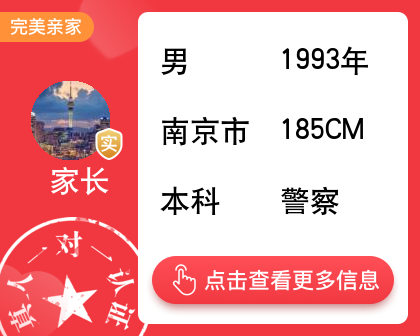 完美亲家
男 1993年
南京市 185CM
实
家长
本科 警察
真人一对一认证
点击查看更多信息